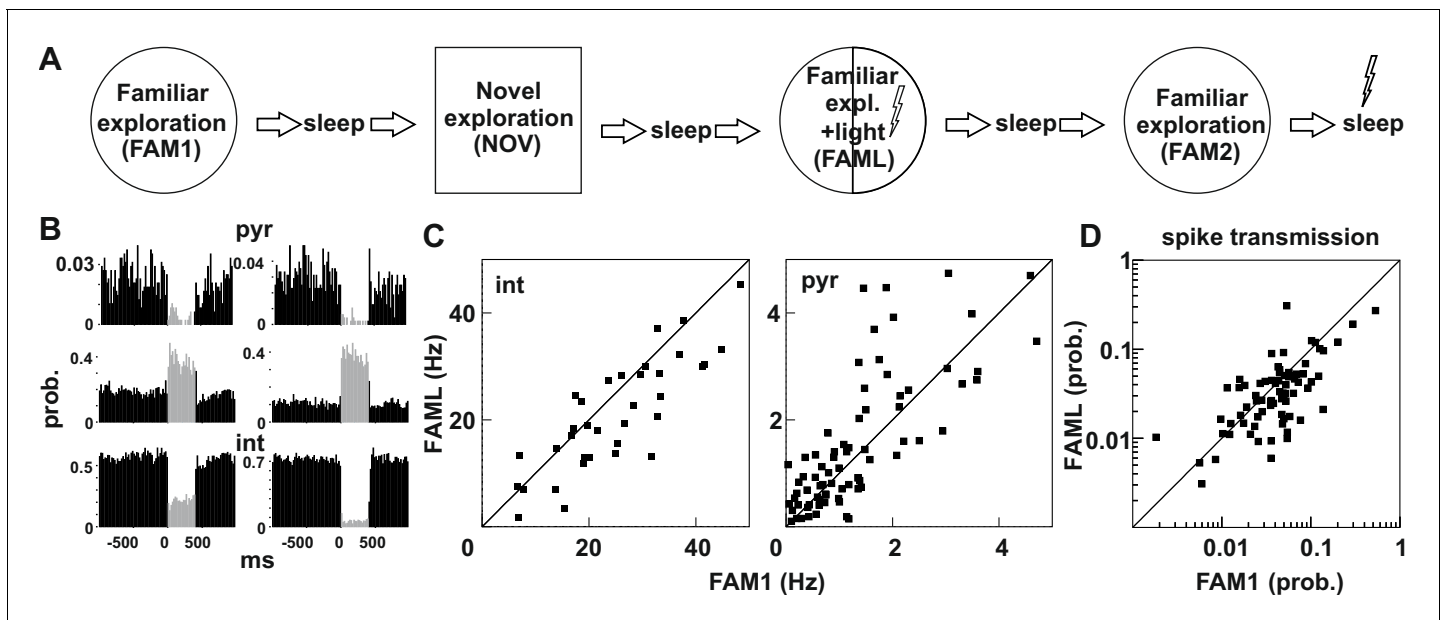 A
Familiar
exploration
(FAM1)
sleep
Novel
exploration
(NOV)
sleep
Familiar
expl.
+light
(FAML)
sleep
Familiar
exploration
(FAM2)
sleep
B
pyr
0.03
0
0.04
0
prob.
0.4
0
0.4
0
int
0.5
0
0.7
0
-500 0 500
-500 0 500
ms
C
int
FAML (Hz)
40
20
0 20 40
pyr
4
2
0 2 4
FAM1 (Hz)
D
spike transmission
FAML (prob.)
1
0.1
0.01
0.01 0.1 1
FAM1 (prob.)